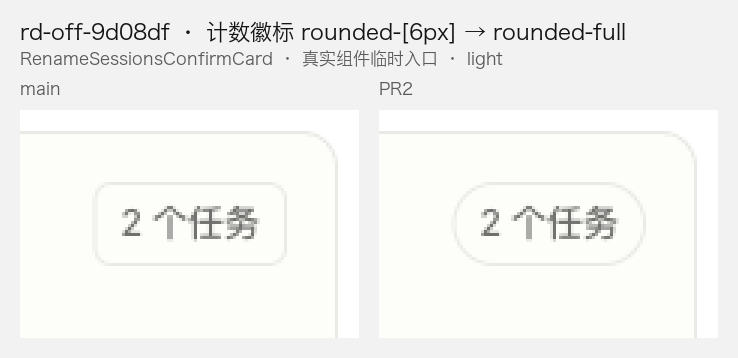 rd-off-9d08df · 计数徽标 rounded-[6px] → rounded-full
RenameSessionsConfirmCard · 真实组件临时入口 · light
main
PR2
2 个任务
2 个任务